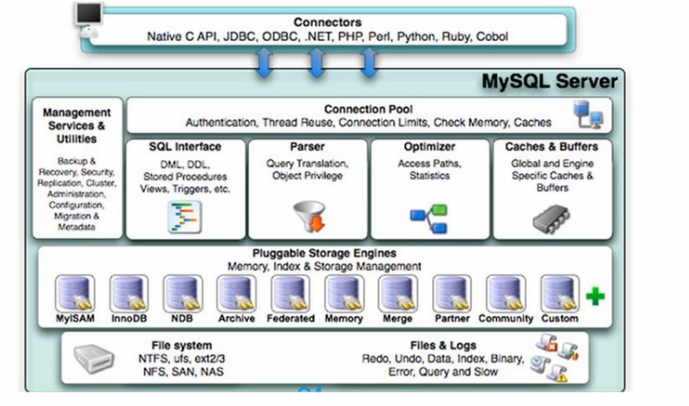 Connectors
Native C API, JDBC, ODBC, .NET, PHP, Perl, Python, Ruby, Cobol
MySQL Server
Management
Services &
Utilities
Backup &
Recovery, Security,
Replication, Cluster,
Administration,
Configuration,
Migration &
Metadata
Connection Pool
Authentication, Thread Reuse, Connection Limits, Check Memory, Caches
SQL Interface
DML, DDL,
Stored Procedures
Views, Triggers, etc.
Parser
Query Translation,
Object Privilege
Optimizer
Access Paths,
Statistics
Caches & Buffers
Global and Engine
Specific Caches &
Buffers
Pluggable Storage Engines
Memory, Index & Storage Management
MyISAM
InnoDB
NDB
Archive
Federated
Memory
Merge
Partner
Community
Custom
File system
NTFS, ufs, ext2/3
NFS, SAN, NAS
Files & Logs
Redo, Undo, Data, Index, Binary,
Error, Query and Slow